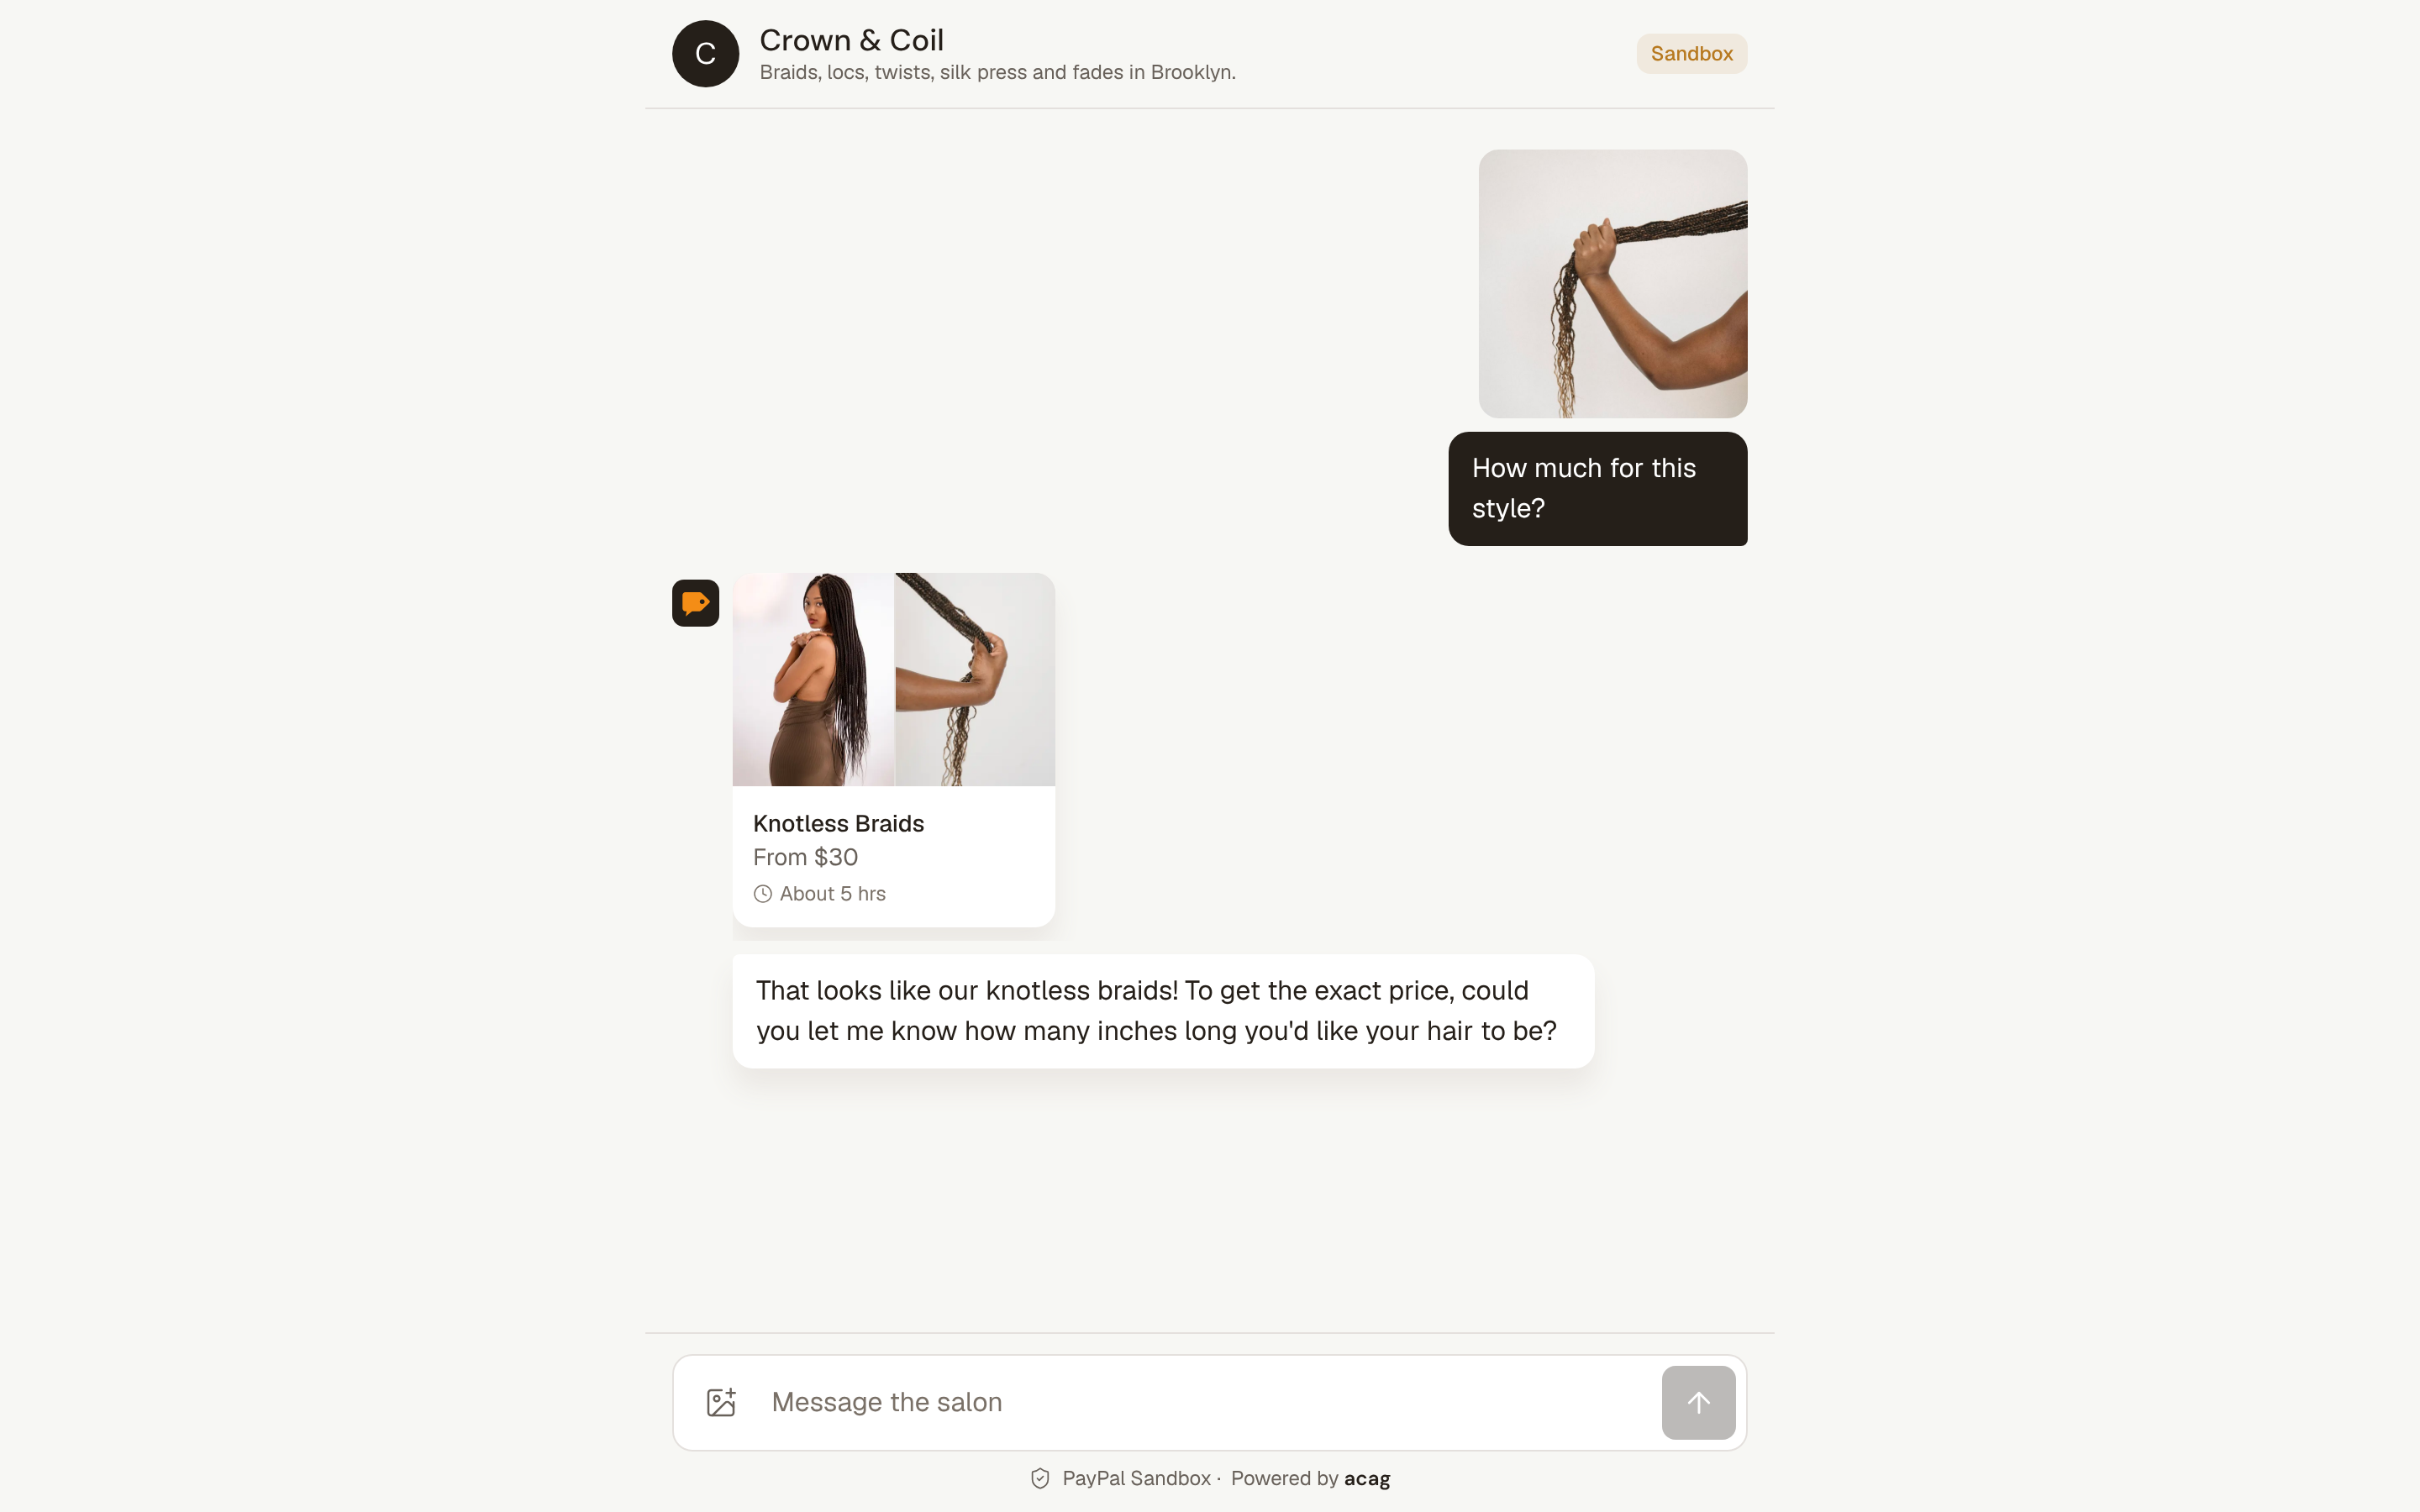 C
Crown & Coil
Braids, locs, twists, silk press and fades in Brooklyn.
Sandbox
How much for this
style?
Knotless Braids
From $30
About 5 hrs
That looks like our knotless braids! To get the exact price, could
you let me know how many inches long you'd like your hair to be?
Message the salon
PayPal Sandbox · Powered by acag